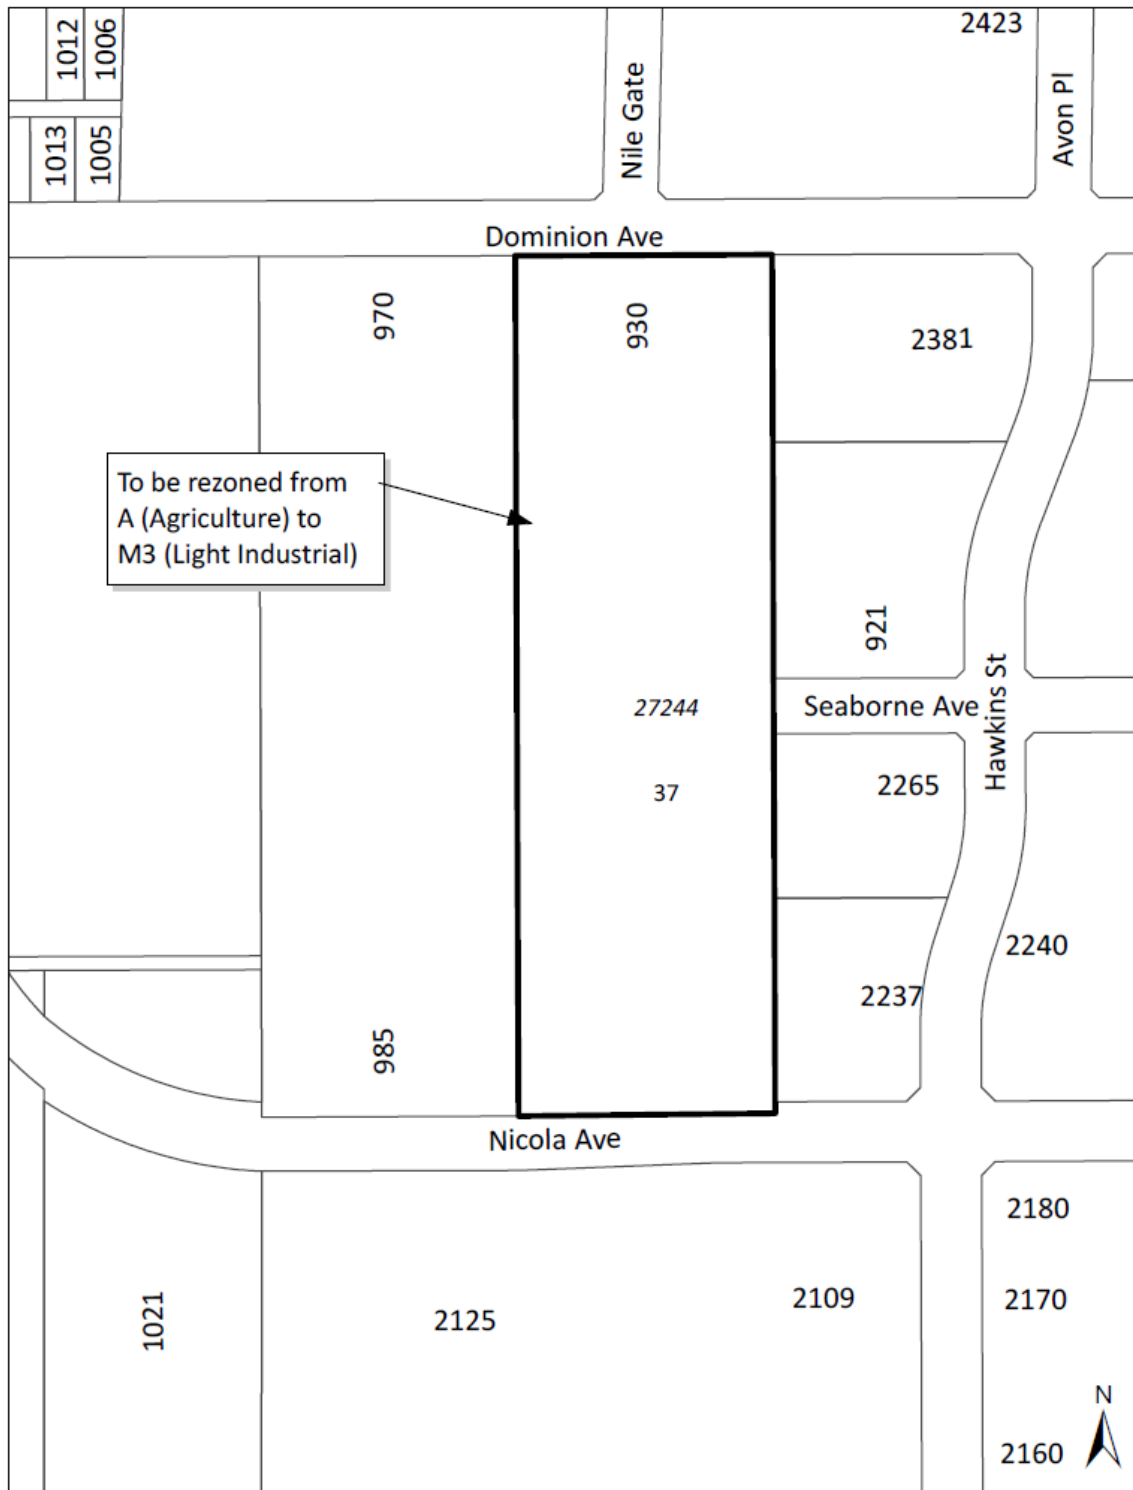 2423
1012
1006
Nile Gate
Avon Pl
1013
1005
Dominion Ave
970
930
2381
To be rezoned from
A (Agriculture) to
M3 (Light Industrial)
921
27244
Seaborne Ave
Hawkins St
37
2265
2240
2237
985
Nicola Ave
2180
2170
2109
2125
1021
N
2160